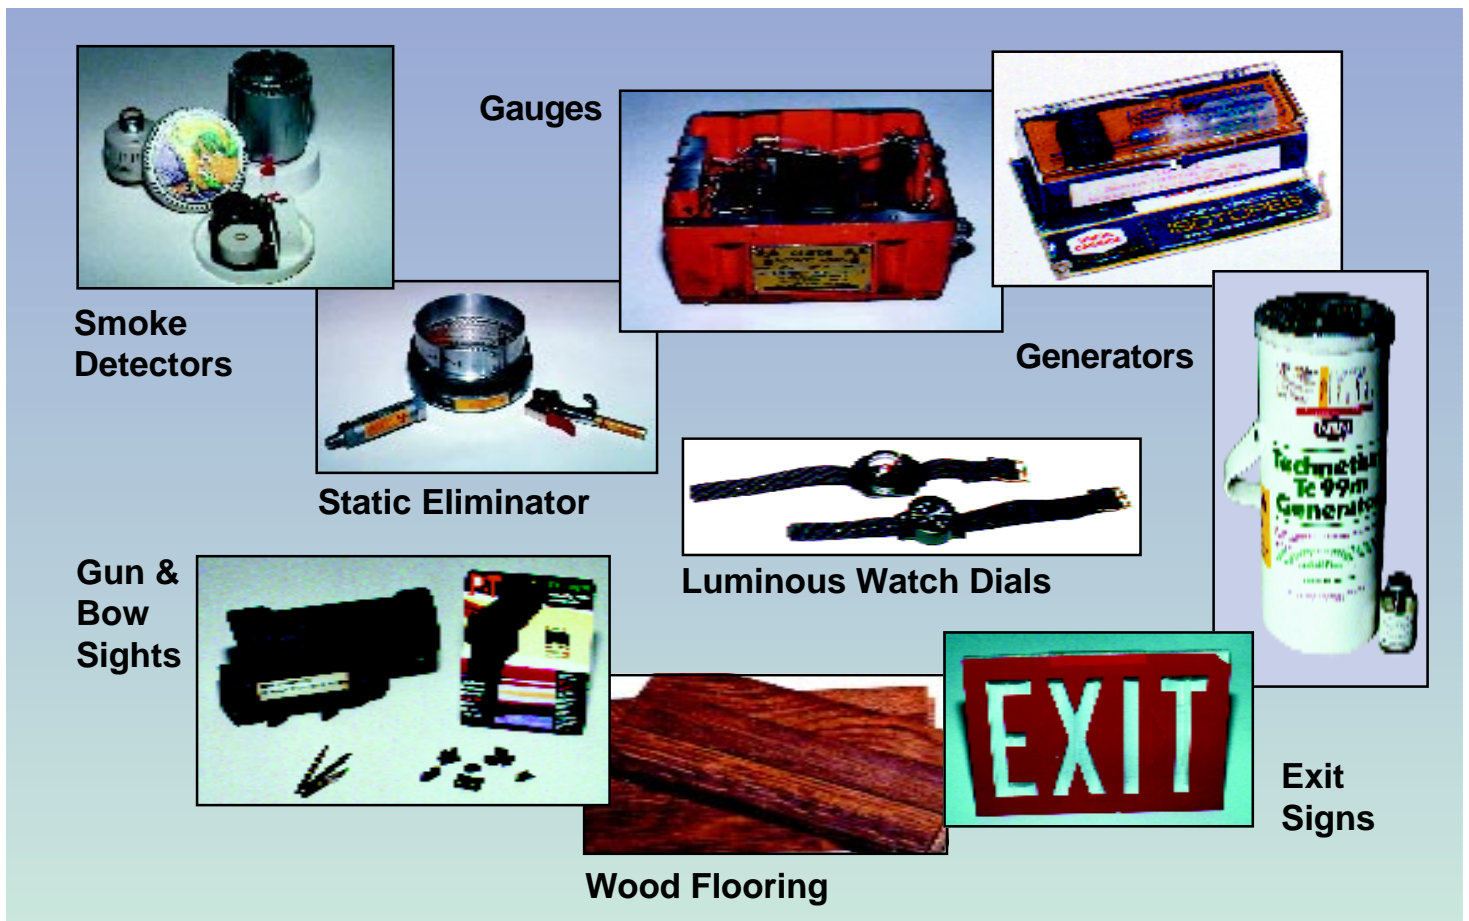 Gauges
Smoke
Detectors
Generators
Static Eliminator
Technetium
Tc 99m
Generator
Gun &
Bow
Sights
Luminous Watch Dials
EXIT
Exit
Signs
Wood Flooring